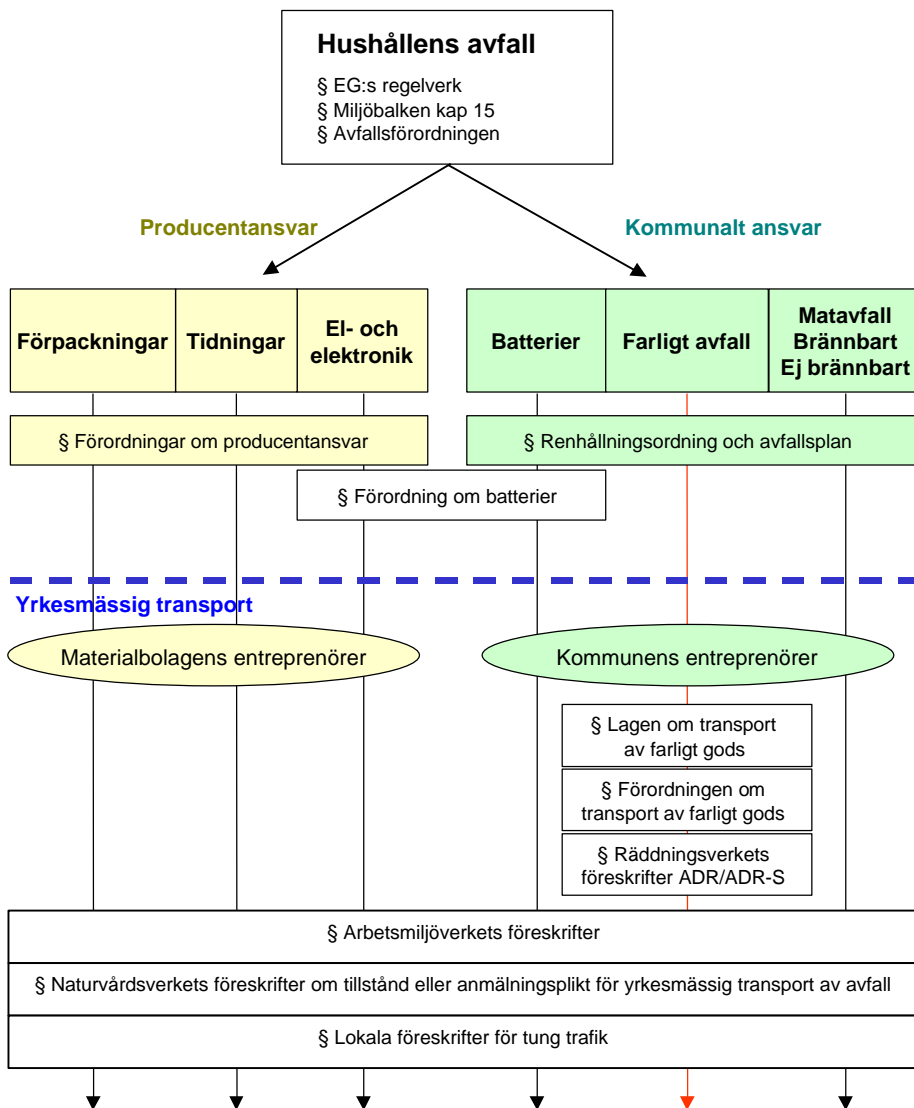 Hushållens avfall
§ EG:s regelverk
§ Miljöbalken kap 15
§ Avfallsförordningen
Producentansvar
Kommunalt ansvar
Förpackningar
Tidningar
El- och
elektronik
Batterier
Farligt avfall
Matavfall
Brännbart
Ej brännbart
§ Förordningar om producentansvar
§ Renhållningsordning och avfallsplan
§ Förordning om batterier
Yrkesmässig transport
Materialbolagens entreprenörer
Kommunens entreprenörer
§ Lagen om transport
av farligt gods
§ Förordningen om
transport av farligt gods
§ Räddningsverkets
föreskrifter ADR/ADR-S
§ Arbetsmiljöverkets föreskrifter
§ Naturvårdsverkets föreskrifter om tillstånd eller anmälningsplikt för yrkesmässig transport av avfall
§ Lokala föreskrifter för tung trafik